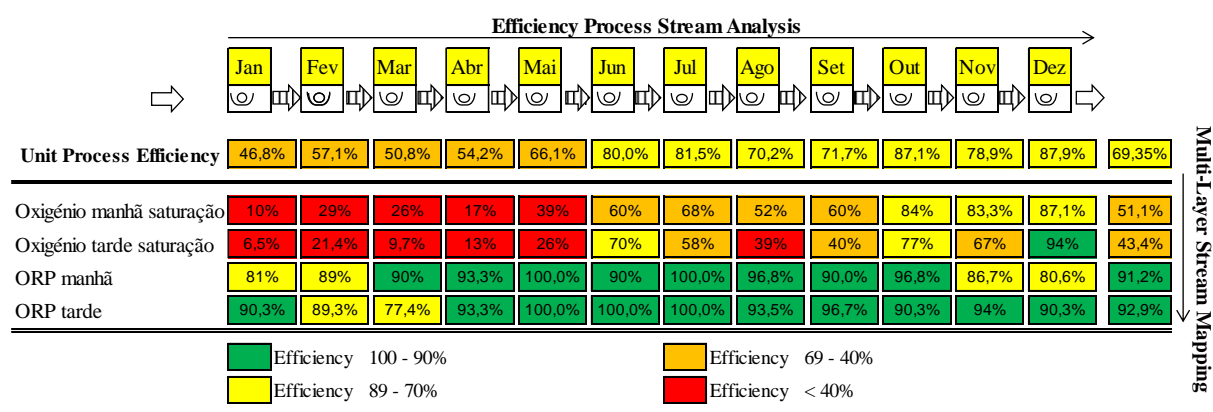 Efficiency Process Stream Analysis
Jan Fev Mar Abr Mai Jun Jul Ago Set Out Nov Dez
Unit Process Efficiency 46,8% 57,1% 50,8% 54,2% 66,1% 80,0% 81,5% 70,2% 71,7% 87,1% 78,9% 87,9% 69,35%
Oxigénio manhã saturação 10% 29% 26% 17% 39% 60% 68% 52% 60% 84% 83,3% 87,1% 51,1%
Oxigénio tarde saturação 6,5% 21,4% 9,7% 13% 26% 70% 58% 39% 40% 77% 67% 94% 43,4%
ORP manhã 81% 89% 90% 93,3% 100,0% 90% 100,0% 96,8% 90,0% 96,8% 86,7% 80,6% 91,2%
ORP tarde 90,3% 89,3% 77,4% 93,3% 100,0% 100,0% 100,0% 93,5% 96,7% 90,3% 94% 90,3% 92,9%
Multi-Layer Stream Mapping
Efficiency 100 - 90% Efficiency 69 - 40%
Efficiency 89 - 70% Efficiency < 40%